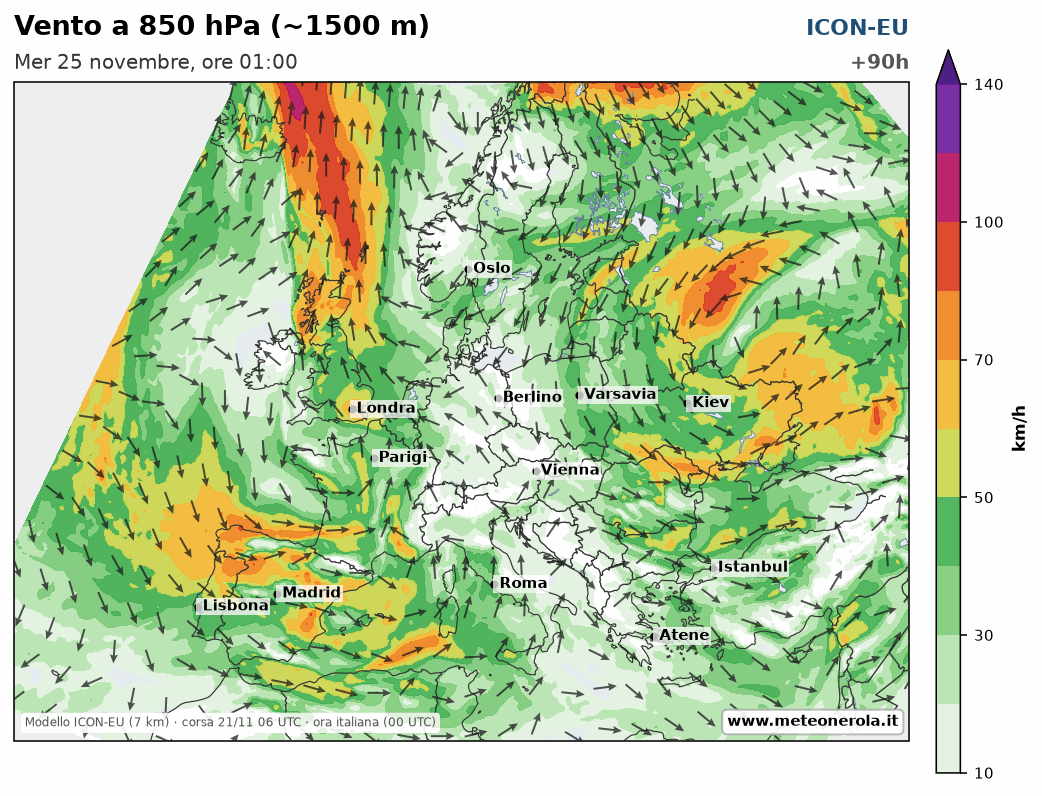 Vento a 850 hPa (~1500 m)
ICON-EU
Mer 25 novembre, ore 01:00
+90h
140
100
70
50
30
10
km/h
Oslo
Berlino
Varsavia
Kiev
Londra
Parigi
Vienna
Istanbul
Roma
Madrid
Lisbona
Atene
Modello ICON-EU (7 km) · corsa 21/11 06 UTC · ora italiana (00 UTC)
www.meteonerola.it